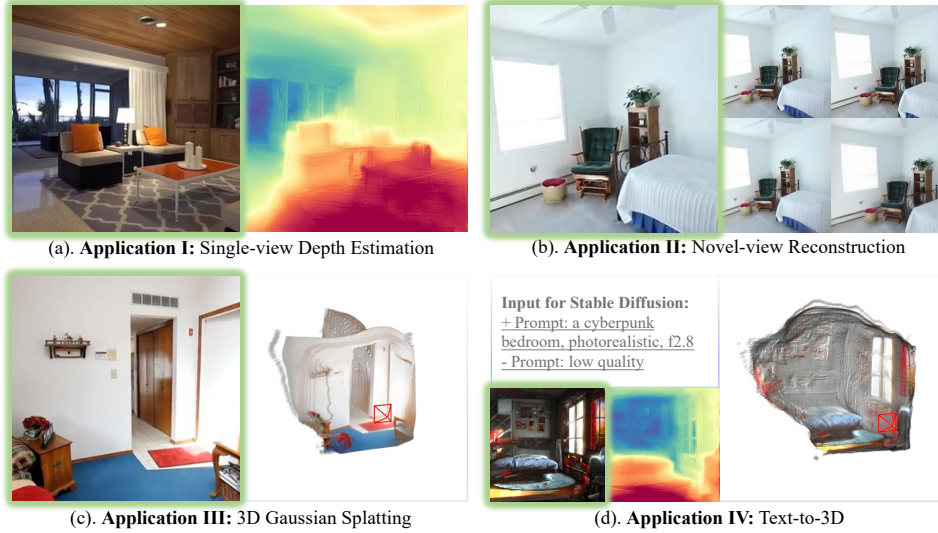 (a). Application I: Single-view Depth Estimation
(b). Application II: Novel-view Reconstruction
Input for Stable Diffusion:
+ Prompt: a cyberpunk
bedroom, photorealistic, f2.8
- Prompt: low quality
(c). Application III: 3D Gaussian Splatting
(d). Application IV: Text-to-3D